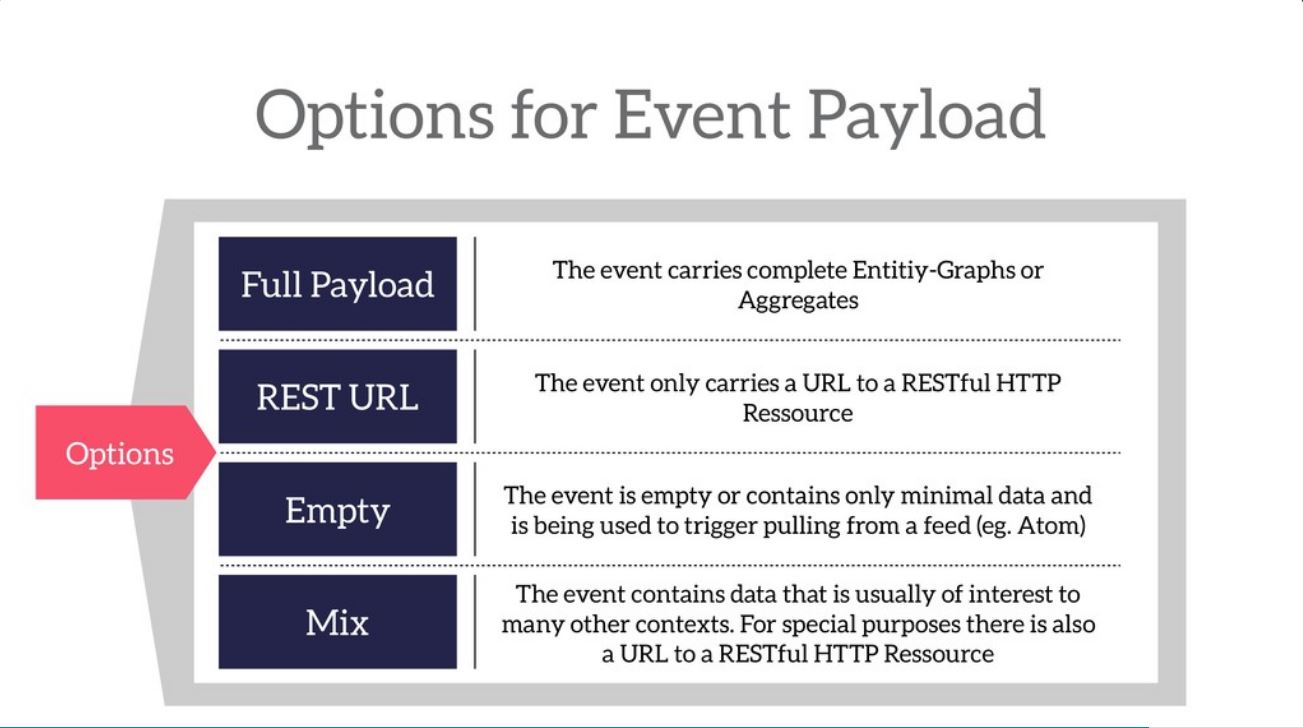 Options for Event Payload
Full Payload
The event carries complete Entitiy-Graphs or
Aggregates
REST URL
The event only carries a URL to a RESTful HTTP
Ressource
Options
Empty
The event is empty or contains only minimal data and
is being used to trigger pulling from a feed (eg. Atom)
Mix
The event contains data that is usually of interest to
many other contexts. For special purposes there is also
a URL to a RESTful HTTP Ressource